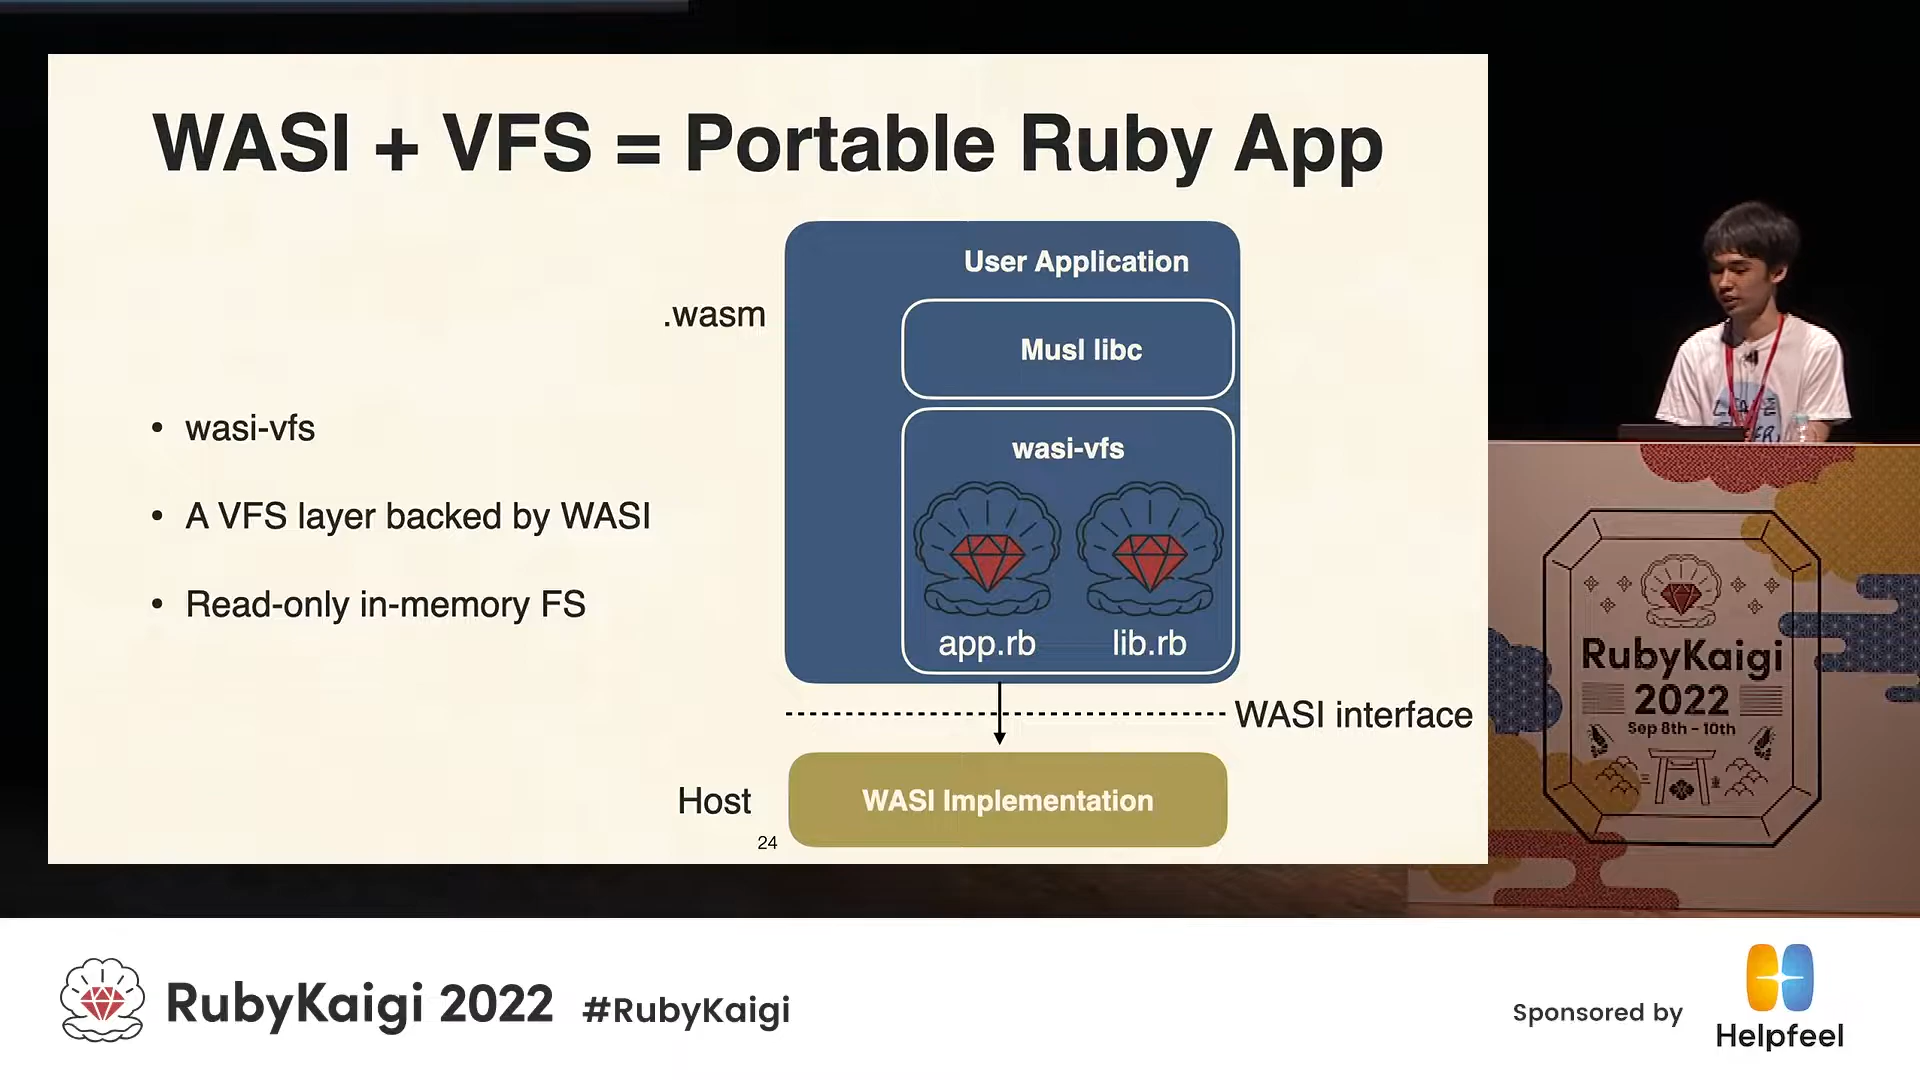 WASI + VFS = Portable Ruby App
User Application
.wasm
Musl libc
• wasi-vfs
• A VFS layer backed by WASI
• Read-only in-memory FS
wasi-vfs
app.rb
lib.rb
WASI interface
Host
WASI Implementation
24
RubyKaigi
2022
Sep 8th - 10th
RubyKaigi 2022 #RubyKaigi
Sponsored by
Helpfeel